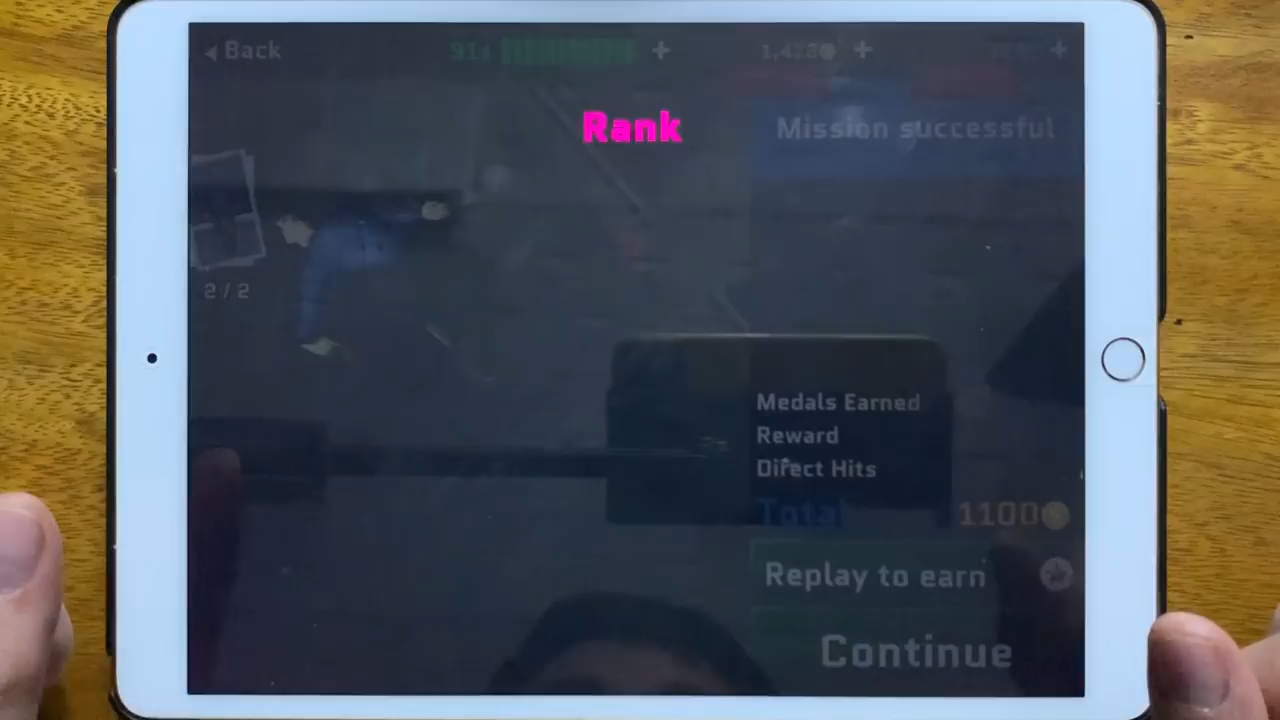 Back
Rank
Mission successful
2 / 2
Medals Earned
Reward
Direct Hits
Total 1100
Replay to earn
Continue